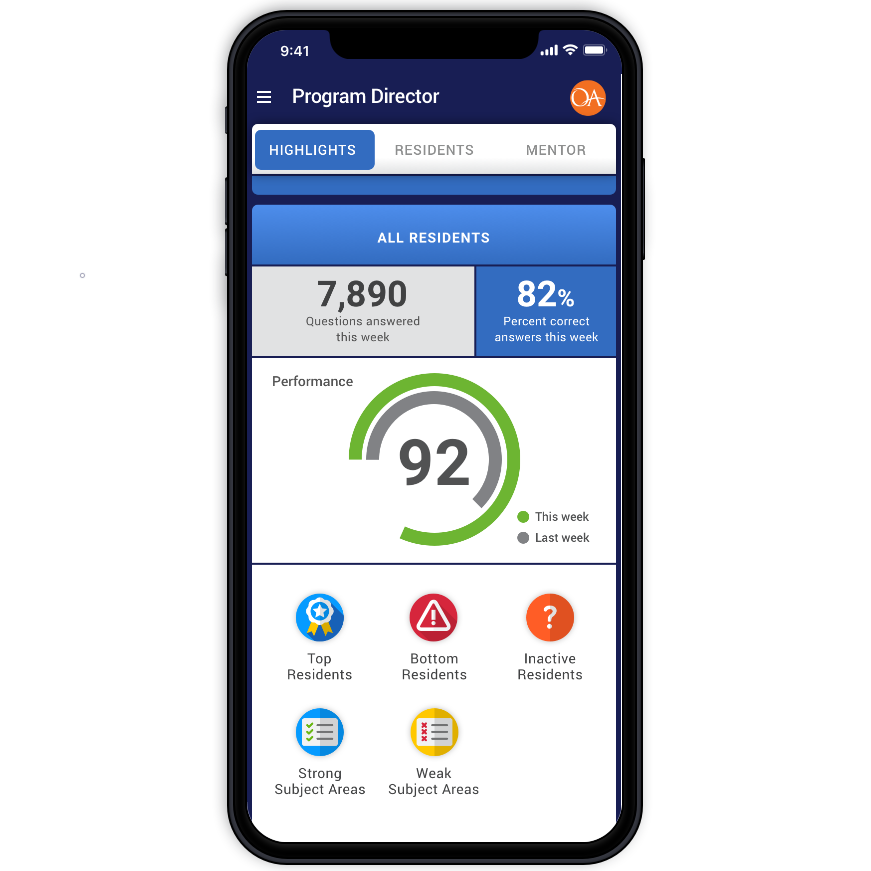 9:41
Program Director
OA
HIGHLIGHTS
RESIDENTS
MENTOR
ALL RESIDENTS
7,890
Questions answered
this week
82%
Percent correct
answers this week
Performance
92
This week
Last week
Top
Residents
Bottom
Residents
?
Inactive
Residents
Strong
Subject Areas
Weak
Subject Areas